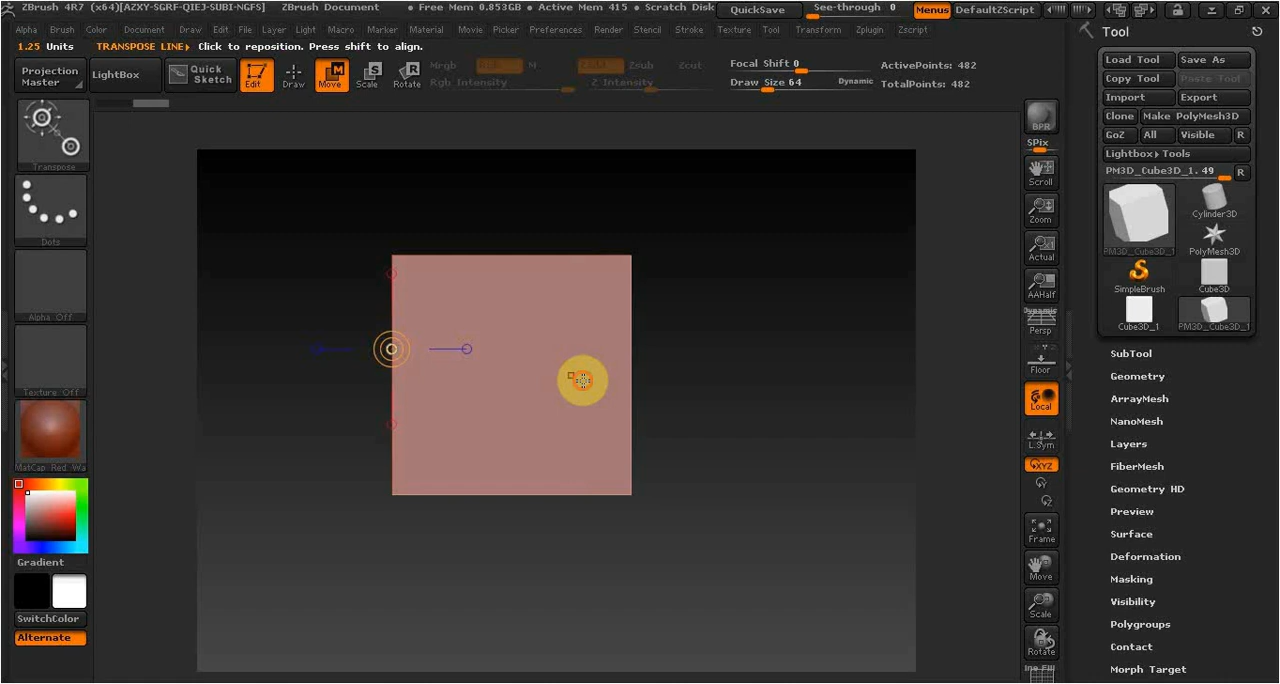 ZBrush 4R7 (x64)[AZXY-SGRF-QIEJ-SUBI-NGFS] ZBrush Document • Free Mem 0.853GB • Active Mem 415 • Scratch Disk QuickSave See-through 0 Menus DefaultZScript
Alpha Brush Color Document Draw Edit File Layer Light Macro Marker Material Movie Picker Preferences Render Stencil Stroke Texture Tool Transform Zplugin Zscript
1.25 Units TRANSPOSE LINE Click to reposition. Press shift to align.
Projection Master
LightBox
Quick Sketch
Edit
Draw
Move
Scale
Rotate
Mrgb M
Rgb Intensity
Zsub Zcut
Z Intensity
Focal Shift 0
Draw Size 64 Dynamic
ActivePoints: 482
TotalPoints: 482
Transpose
Dots
Alpha Off
Texture Off
MatCap Red Wa
Gradient
SwitchColor
Alternate
BPR
SPix
Scroll
Zoom
Actual
AAHalf
Dynamic
Persp
Floor
Local
L.Sym
XYZ
Y
Z
Frame
Move
Scale
Rotate
Line Fill
Tool
Load Tool Save As
Copy Tool Paste Tool
Import Export
Clone Make PolyMesh3D
GoZ All Visible R
Lightbox Tools
PM3D_Cube3D_1. 49 R
PM3D_Cube3D_1
Cylinder3D
PolyMesh3D
SimpleBrush
Cube3D
Cube3D_1
PM3D_Cube3D_1
SubTool
Geometry
ArrayMesh
NanoMesh
Layers
FiberMesh
Geometry HD
Preview
Surface
Deformation
Masking
Visibility
Polygroups
Contact
Morph Target